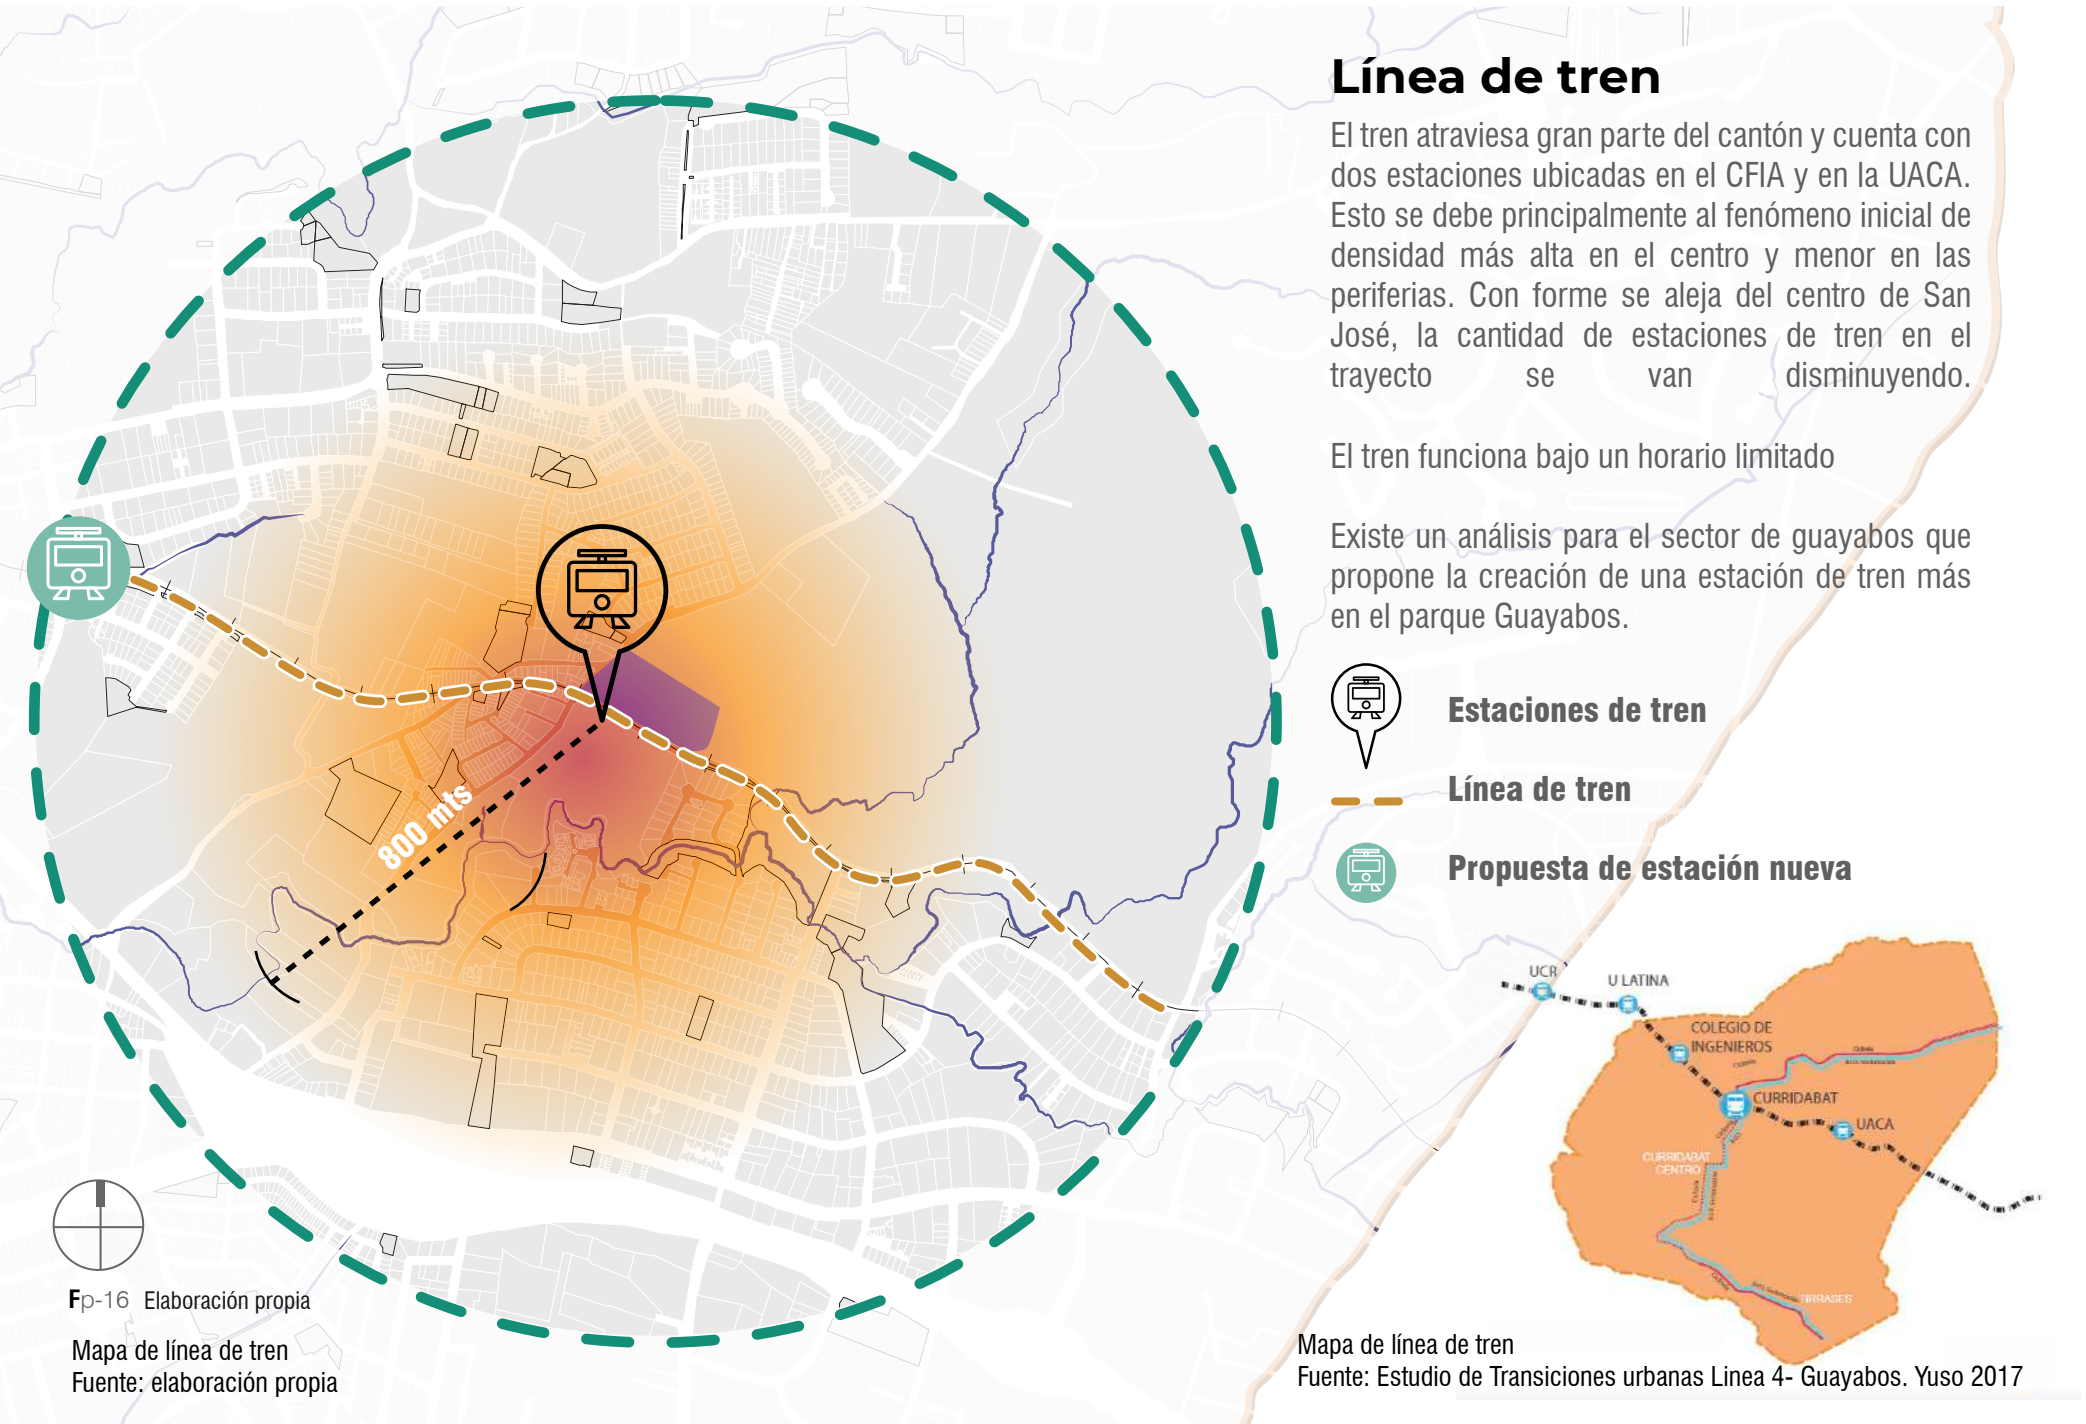 Línea de tren
El tren atraviesa gran parte del cantón y cuenta con
dos estaciones ubicadas en el CFIA y en la UACA.
Esto se debe principalmente al fenómeno inicial de
densidad más alta en el centro y menor en las
periferias. Con forme se aleja del centro de San
José, la cantidad de estaciones de tren en el
trayecto se van disminuyendo.
El tren funciona bajo un horario limitado
Existe un análisis para el sector de guayabos que
propone la creación de una estación de tren más
en el parque Guayabos.
Estaciones de tren
Línea de tren
Propuesta de estación nueva
800 mts
UCR
U LATINA
COLEGIO DE
INGENIEROS
CURRIDABAT
UACA
CURRIDABAT
CENTRO
TIRRASES
Fp-16 Elaboración propia
Mapa de línea de tren
Fuente: elaboración propia
Mapa de línea de tren
Fuente: Estudio de Transiciones urbanas Linea 4- Guayabos. Yuso 2017